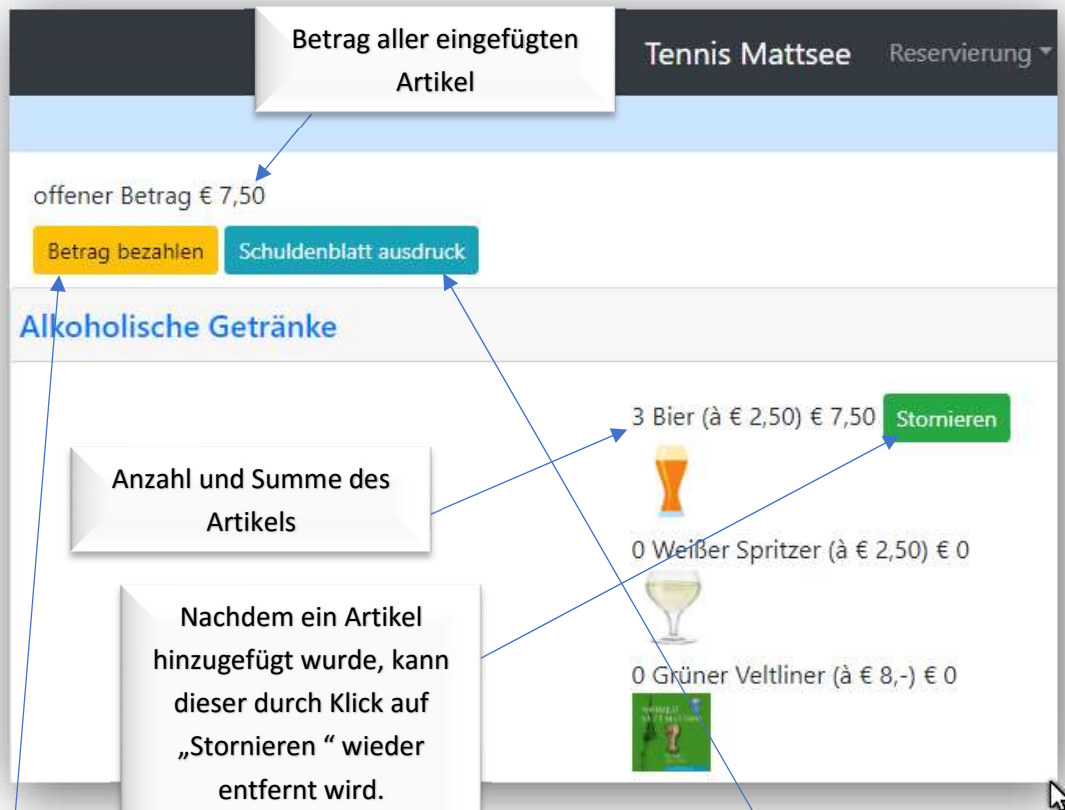 Betrag aller eingefügten
Artikel
Tennis Mattsee Reservierung
offener Betrag € 7,50
Betrag bezahlen Schuldenblatt ausdruck
Alkoholische Getränke
3 Bier (à € 2,50) € 7,50 Stornieren
Anzahl und Summe des
Artikels
0 Weißer Spritzer (à € 2,50) € 0
Nachdem ein Artikel
hinzugefügt wurde, kann
dieser durch Klick auf
„Stornieren “ wieder
entfernt wird.
0 Grüner Veltliner (à € 8,-) € 0